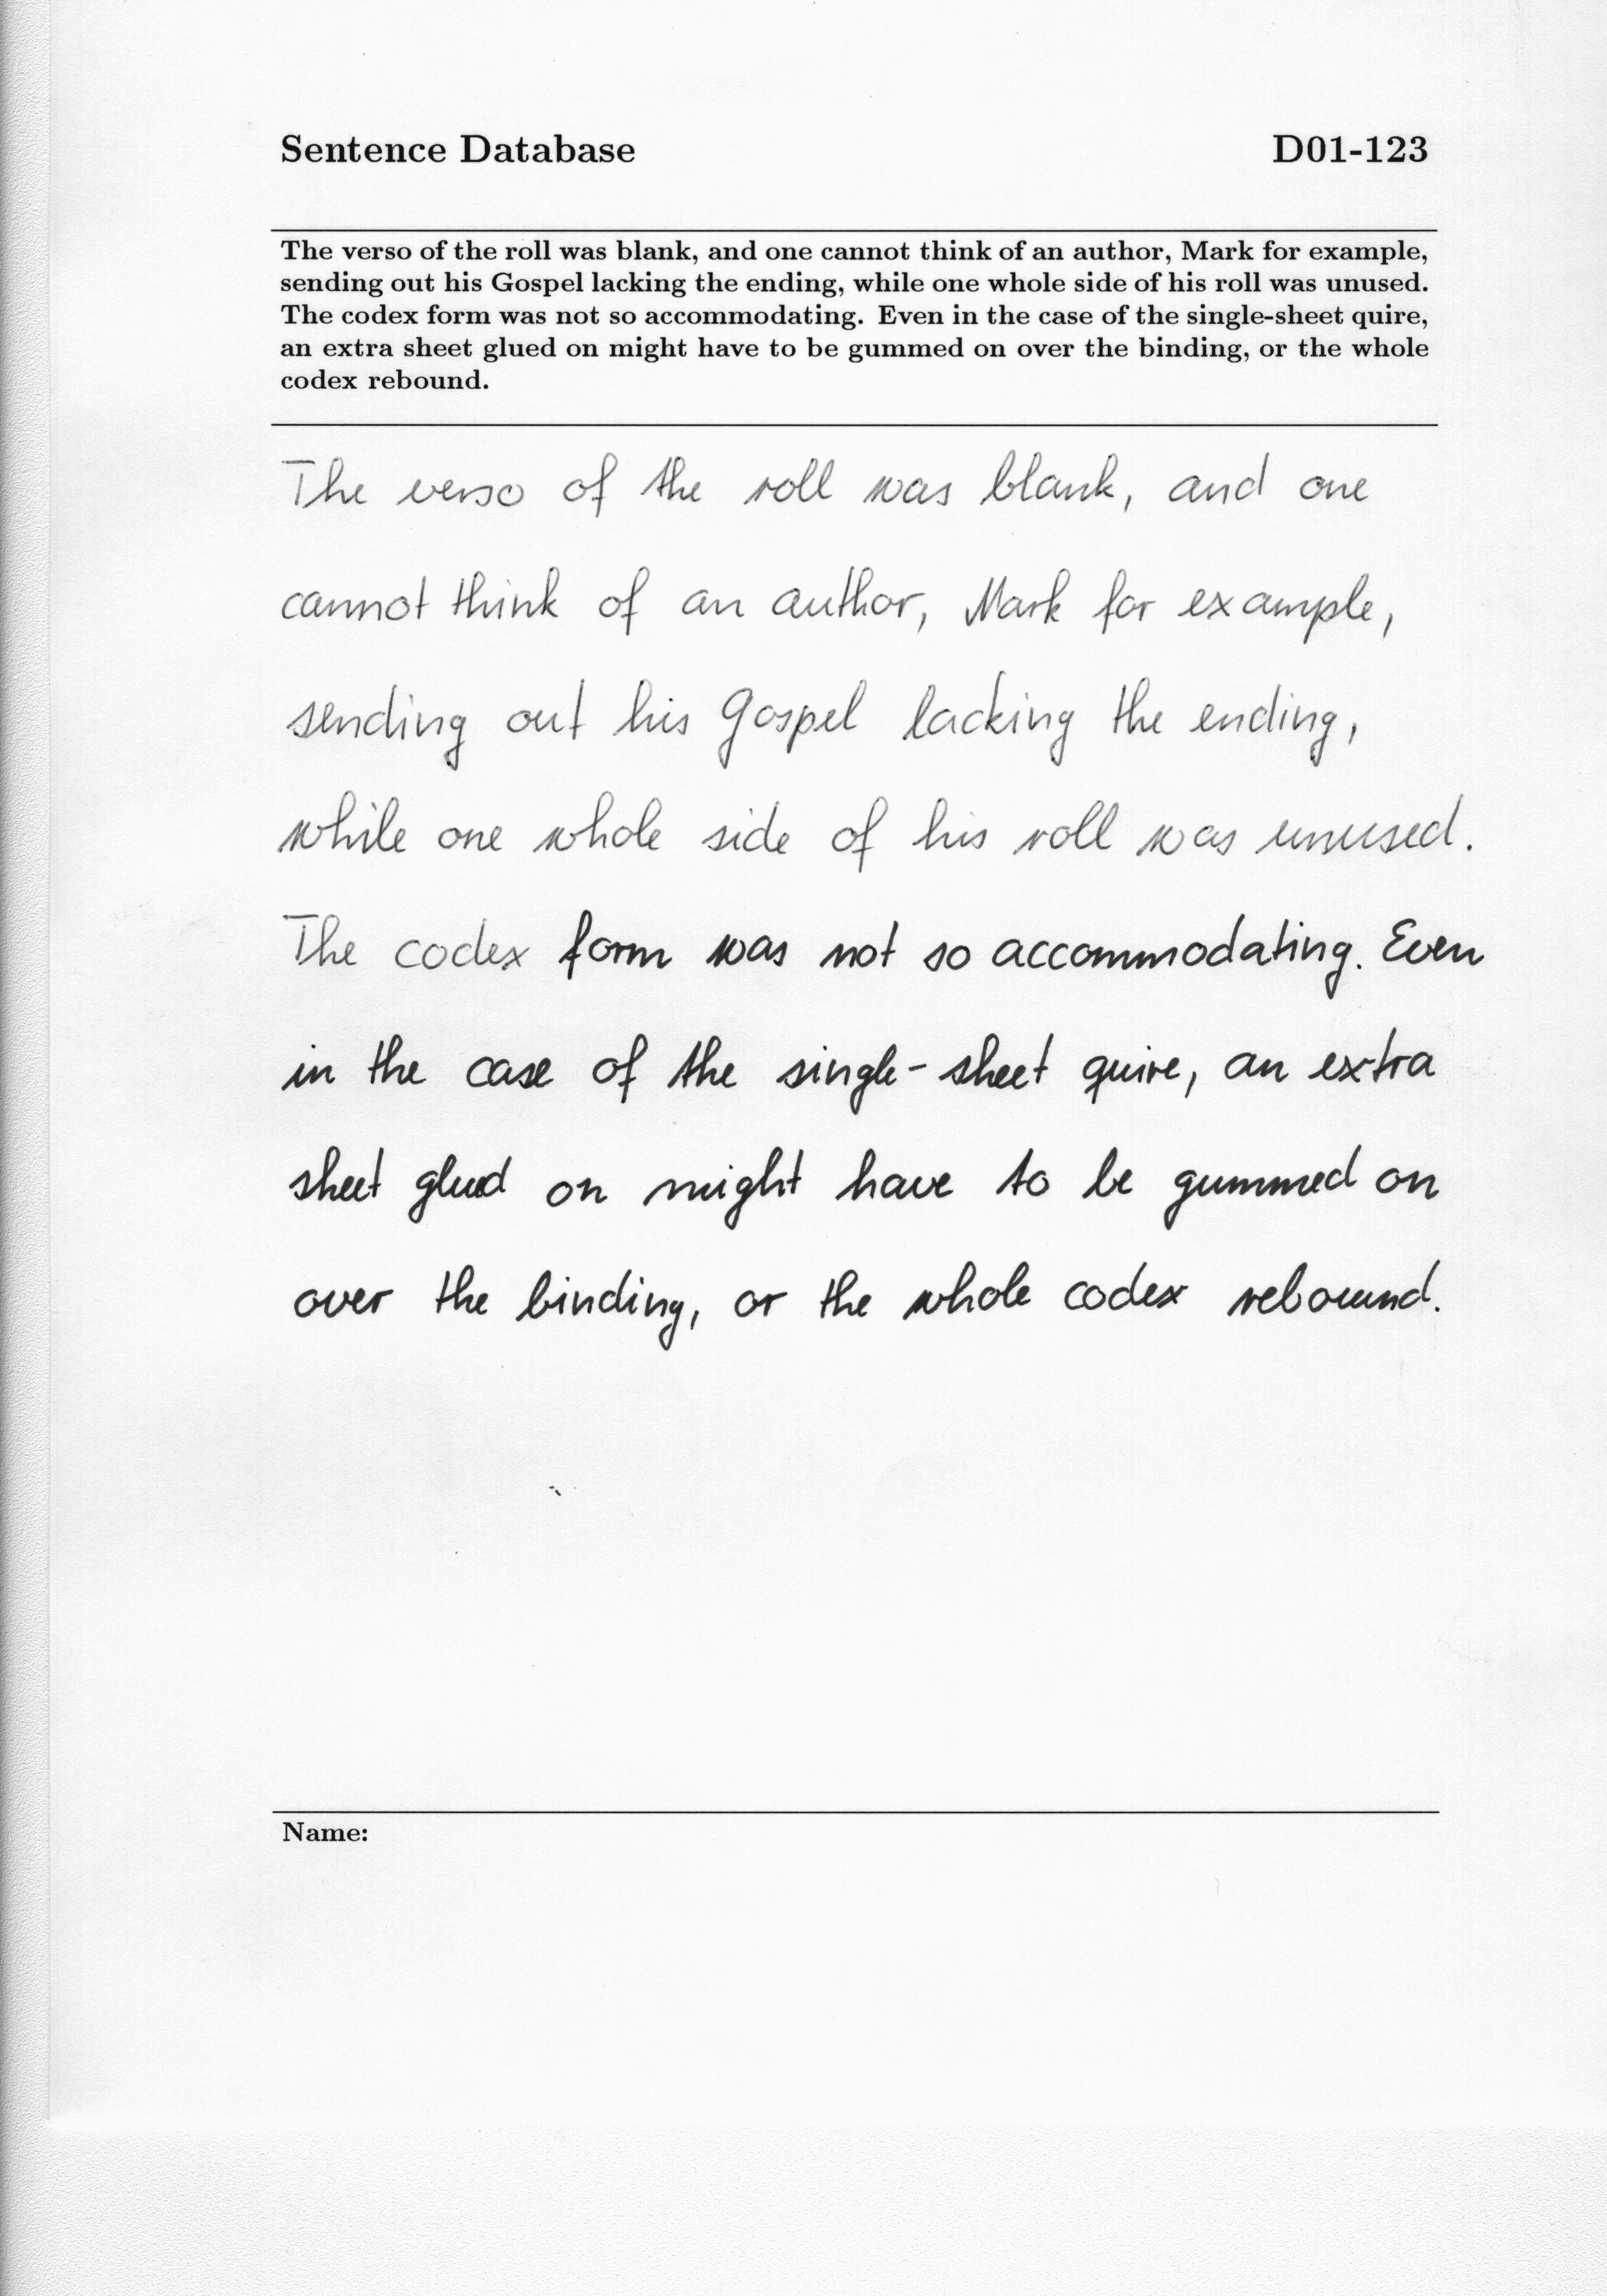 Sentence Database D01-123
The verso of the roll was blank, and one cannot think of an author, Mark for example,
sending out his Gospel lacking the ending, while one whole side of his roll was unused.
The codex form was not so accommodating. Even in the case of the single-sheet quire,
an extra sheet glued on might have to be gummed on over the binding, or the whole
codex rebound.
The verso of the roll was blank, and one
cannot think of an author, Mark for example,
sending out his Gospel lacking the ending,
while one whole side of his roll was unused.
The codex form was not so accommodating. Even
in the case of the single-sheet quire, an extra
sheet glued on might have to be gummed on
over the binding, or the whole codex rebound.
Name: